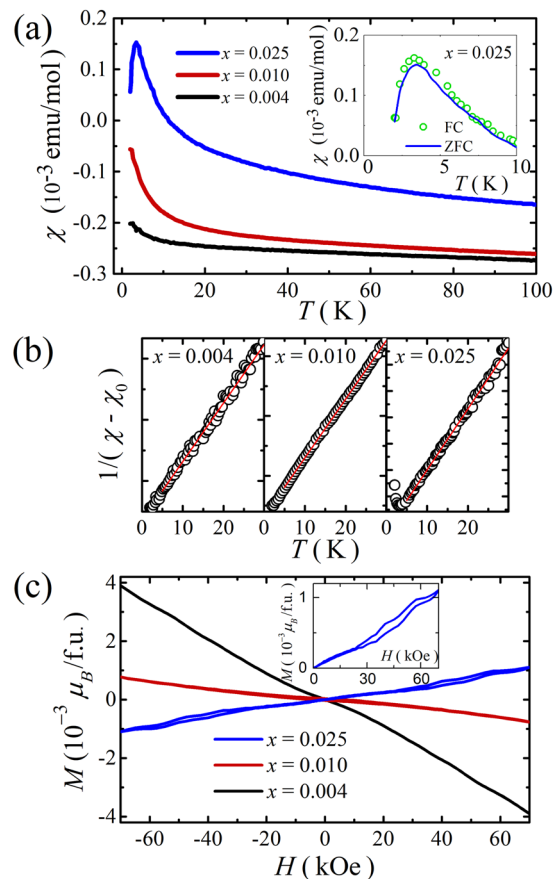 (a)
χ (10⁻³ emu/mol)
0.2
0.1
0.0
-0.1
-0.2
-0.3
x = 0.025
x = 0.010
x = 0.004
0 20 40 60 80 100
T ( K )
x = 0.025
χ (10⁻³ emu/mol)
0.2
0.1
0.0
FC
ZFC
0 5 10
T ( K )
(b)
1/( χ - χ₀)
x = 0.004 x = 0.010 x = 0.025
0 10 20 0 10 20 0 10 20
T ( K )
(c)
M (10⁻³ μB/f.u.)
4
2
0
-2
-4
M ( 10⁻³ μB/f.u.)
1
0
H ( kOe)
0 30 60
x = 0.025
x = 0.010
x = 0.004
-60 -40 -20 0 20 40 60
H ( kOe)